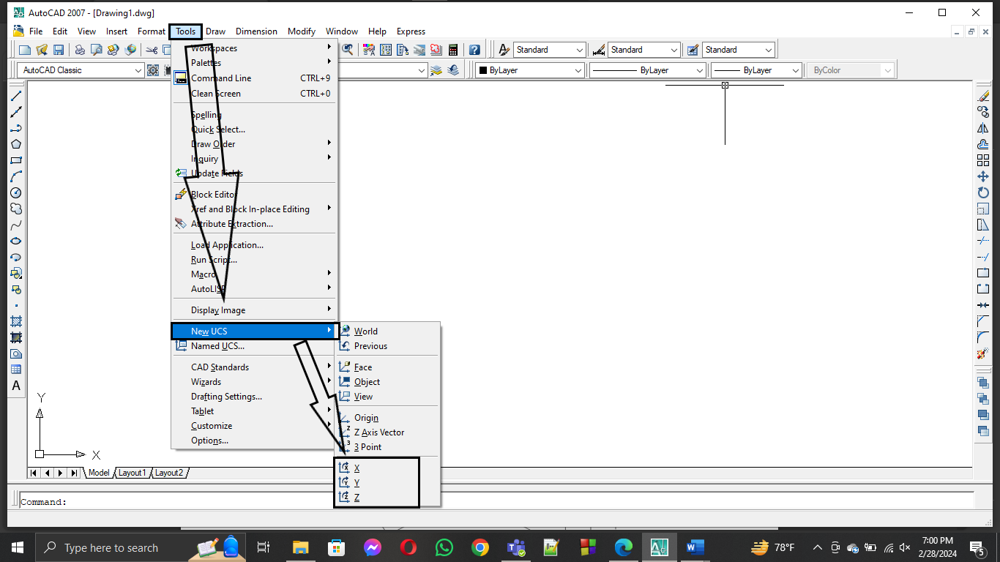 AutoCAD 2007 - [Drawing1.dwg]
File Edit View Insert Format Tools Draw Dimension Modify Window Help Express
Standard Standard Standard
AutoCAD Classic ByLayer ByLayer ByLayer ByColor
Workspaces
Palettes
Command Line CTRL+9
Clean Screen CTRL+0
Spelling
Quick Select...
Draw Order
Inquiry
Update Fields
Block Editor
Xref and Block In-place Editing
Attribute Extraction...
Load Application...
Run Script...
Macro
AutoLISP
Display Image
New UCS
Named UCS...
CAD Standards
Wizards
Drafting Settings...
Tablet
Customize
Options...
World
Previous
Face
Object
View
Origin
Z Axis Vector
3 Point
X
Y
Z
A
Y
X
Model Layout1 Layout2
Command:
Type here to search
78°F
7:00 PM
2/28/2024
5